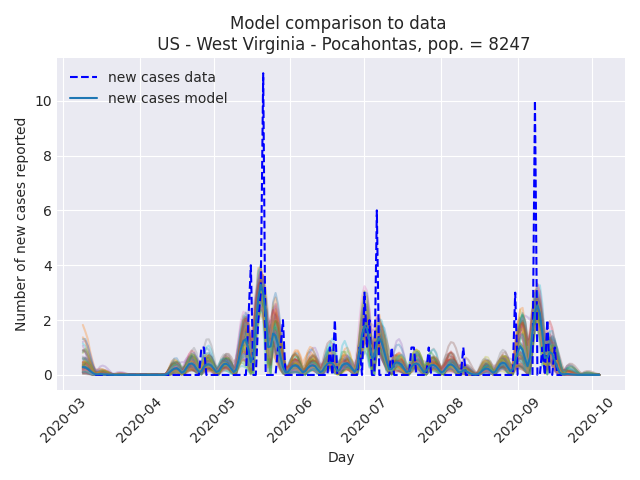 Model comparison to data
US - West Virginia - Pocahontas, pop. = 8247
new cases data
new cases model
Number of new cases reported
10
8
6
4
2
0
2020-03
2020-04
2020-05
2020-06
2020-07
2020-08
2020-09
2020-10
Day